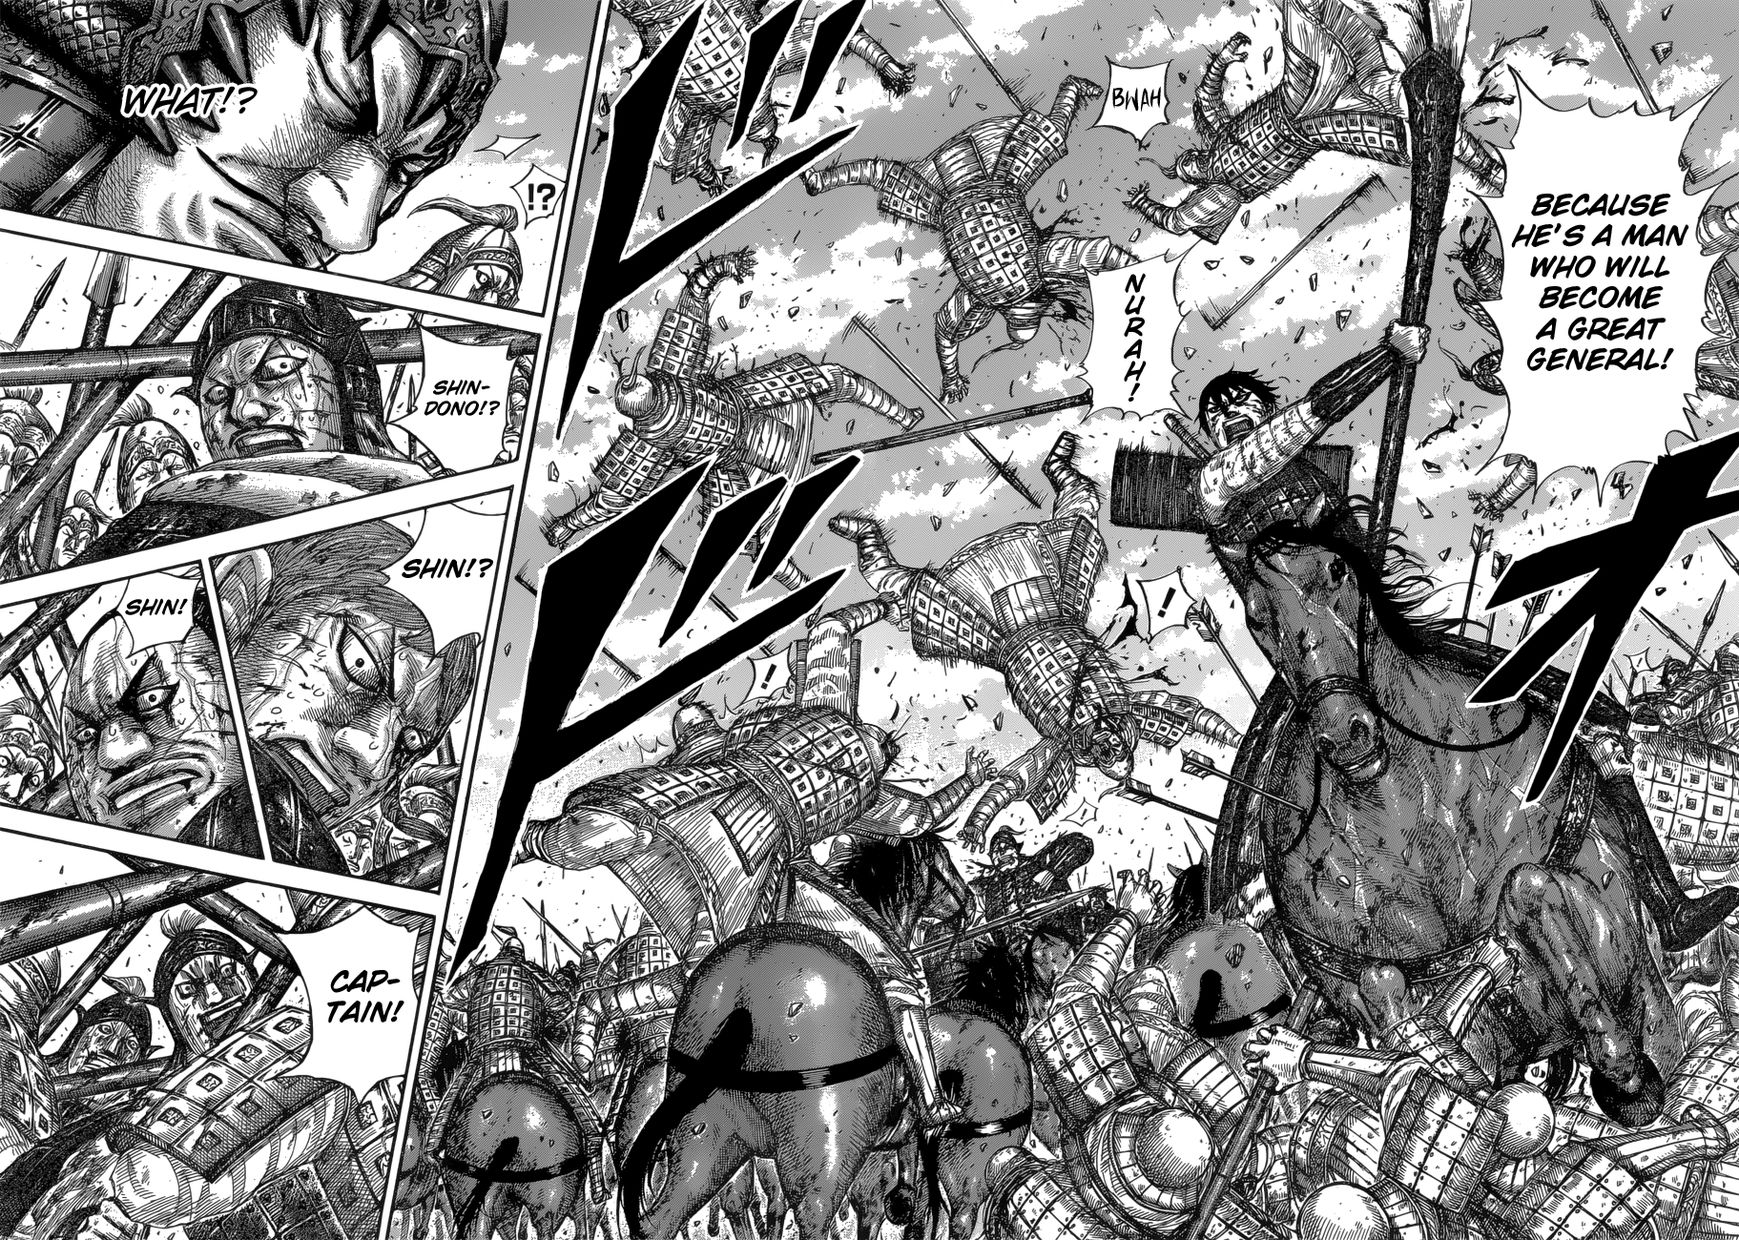 BECAUSE
HE'S A MAN
WHO WILL
BECOME
A GREAT
GENERAL!
BWAH
NURAH!
!
!
!
WHAT!?
!?
SHIN-
DONO!?
SHIN!?
SHIN!
CAP-
TAIN!